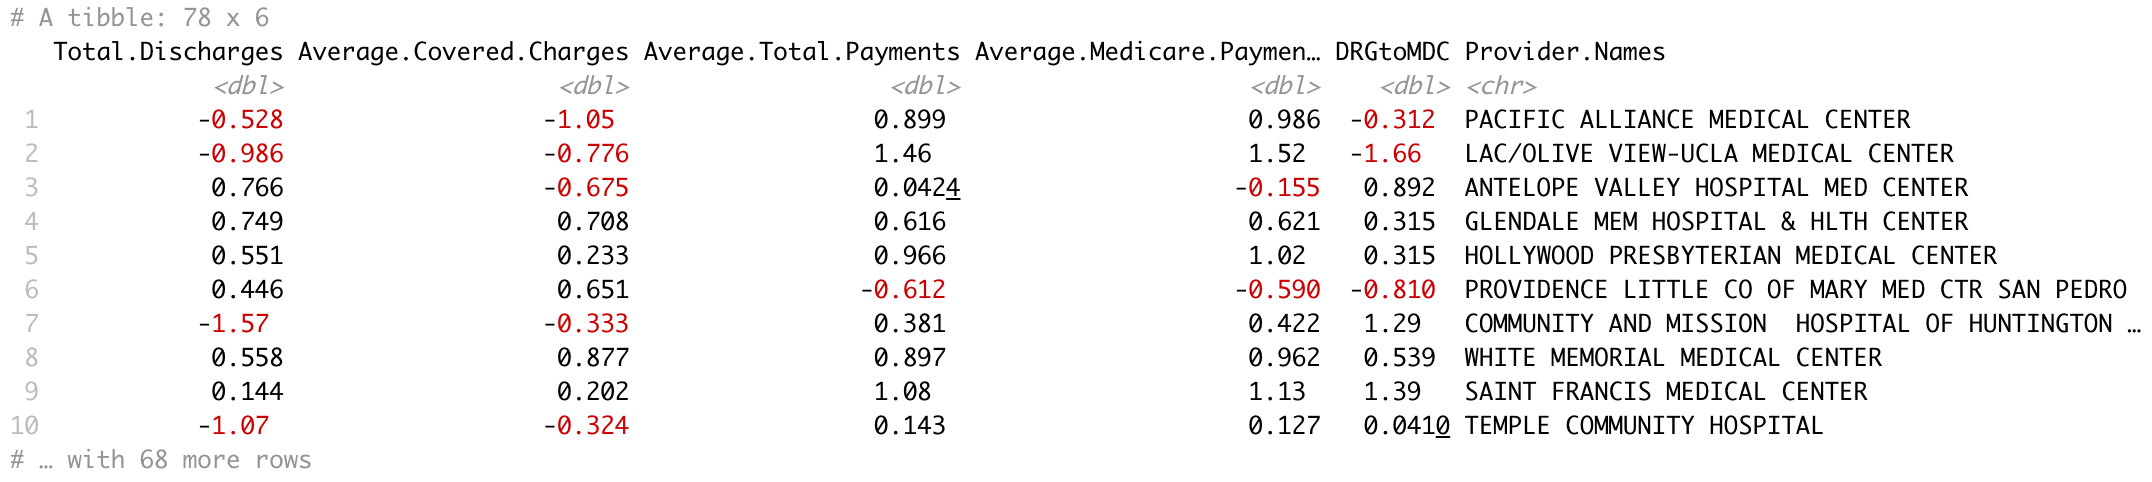 # A tibble: 78 x 6
Total.Discharges Average.Covered.Charges Average.Total.Payments Average.Medicare.Paymen… DRGtoMDC Provider.Names
<dbl> <dbl> <dbl> <dbl> <dbl> <chr>
1 -0.528 -1.05 0.899 0.986 -0.312 PACIFIC ALLIANCE MEDICAL CENTER
2 -0.986 -0.776 1.46 1.52 -1.66 LAC/OLIVE VIEW-UCLA MEDICAL CENTER
3 0.766 -0.675 0.0424 -0.155 0.892 ANTELOPE VALLEY HOSPITAL MED CENTER
4 0.749 0.708 0.616 0.621 0.315 GLENDALE MEM HOSPITAL & HLTH CENTER
5 0.551 0.233 0.966 1.02 0.315 HOLLYWOOD PRESBYTERIAN MEDICAL CENTER
6 0.446 0.651 -0.612 -0.590 -0.810 PROVIDENCE LITTLE CO OF MARY MED CTR SAN PEDRO
7 -1.57 -0.333 0.381 0.422 1.29 COMMUNITY AND MISSION  HOSPITAL OF HUNTINGTON …
8 0.558 0.877 0.897 0.962 0.539 WHITE MEMORIAL MEDICAL CENTER
9 0.144 0.202 1.08 1.13 1.39 SAINT FRANCIS MEDICAL CENTER
10 -1.07 -0.324 0.143 0.127 0.0410 TEMPLE COMMUNITY HOSPITAL
# … with 68 more rows